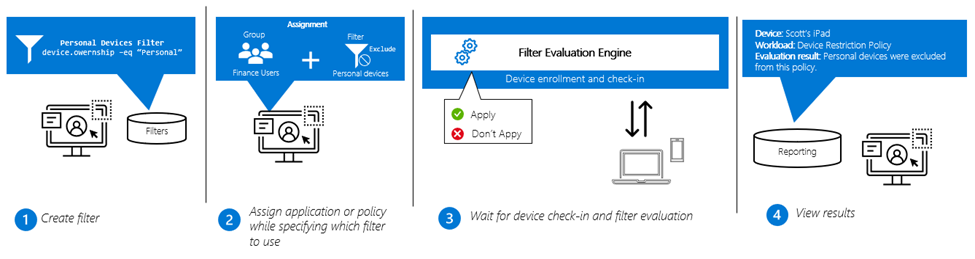 Personal Devices Filter
device.owernship -eq "Personal"
Filters
1
Create filter
Assignment
Group
Finance Users
+
Filter
Exclude
Personal devices
2
Assign application or policy
while specifying which filter
to use
Filter Evaluation Engine
Device enrollment and check-in
Apply
Don't Appy
3
Wait for device check-in and filter evaluation
Device: Scott's iPad
Workload: Device Restriction Policy
Evaluation result: Personal devices were excluded
from this policy.
Reporting
4
View results